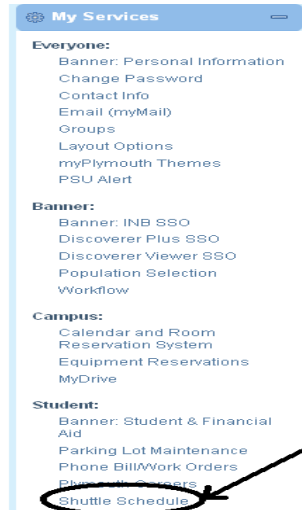 My Services
Everyone:
Banner: Personal Information
Change Password
Contact Info
Email (myMail)
Groups
Layout Options
myPlymouth Themes
PSU Alert
Banner:
Banner: INB SSO
Discoverer Plus SSO
Discoverer Viewer SSO
Population Selection
Workflow
Campus:
Calendar and Room
Reservation System
Equipment Reservations
MyDrive
Student:
Banner: Student & Financial
Aid
Parking Lot Maintenance
Phone Bill/Work Orders
Plymouth Careers
Shuttle Schedule